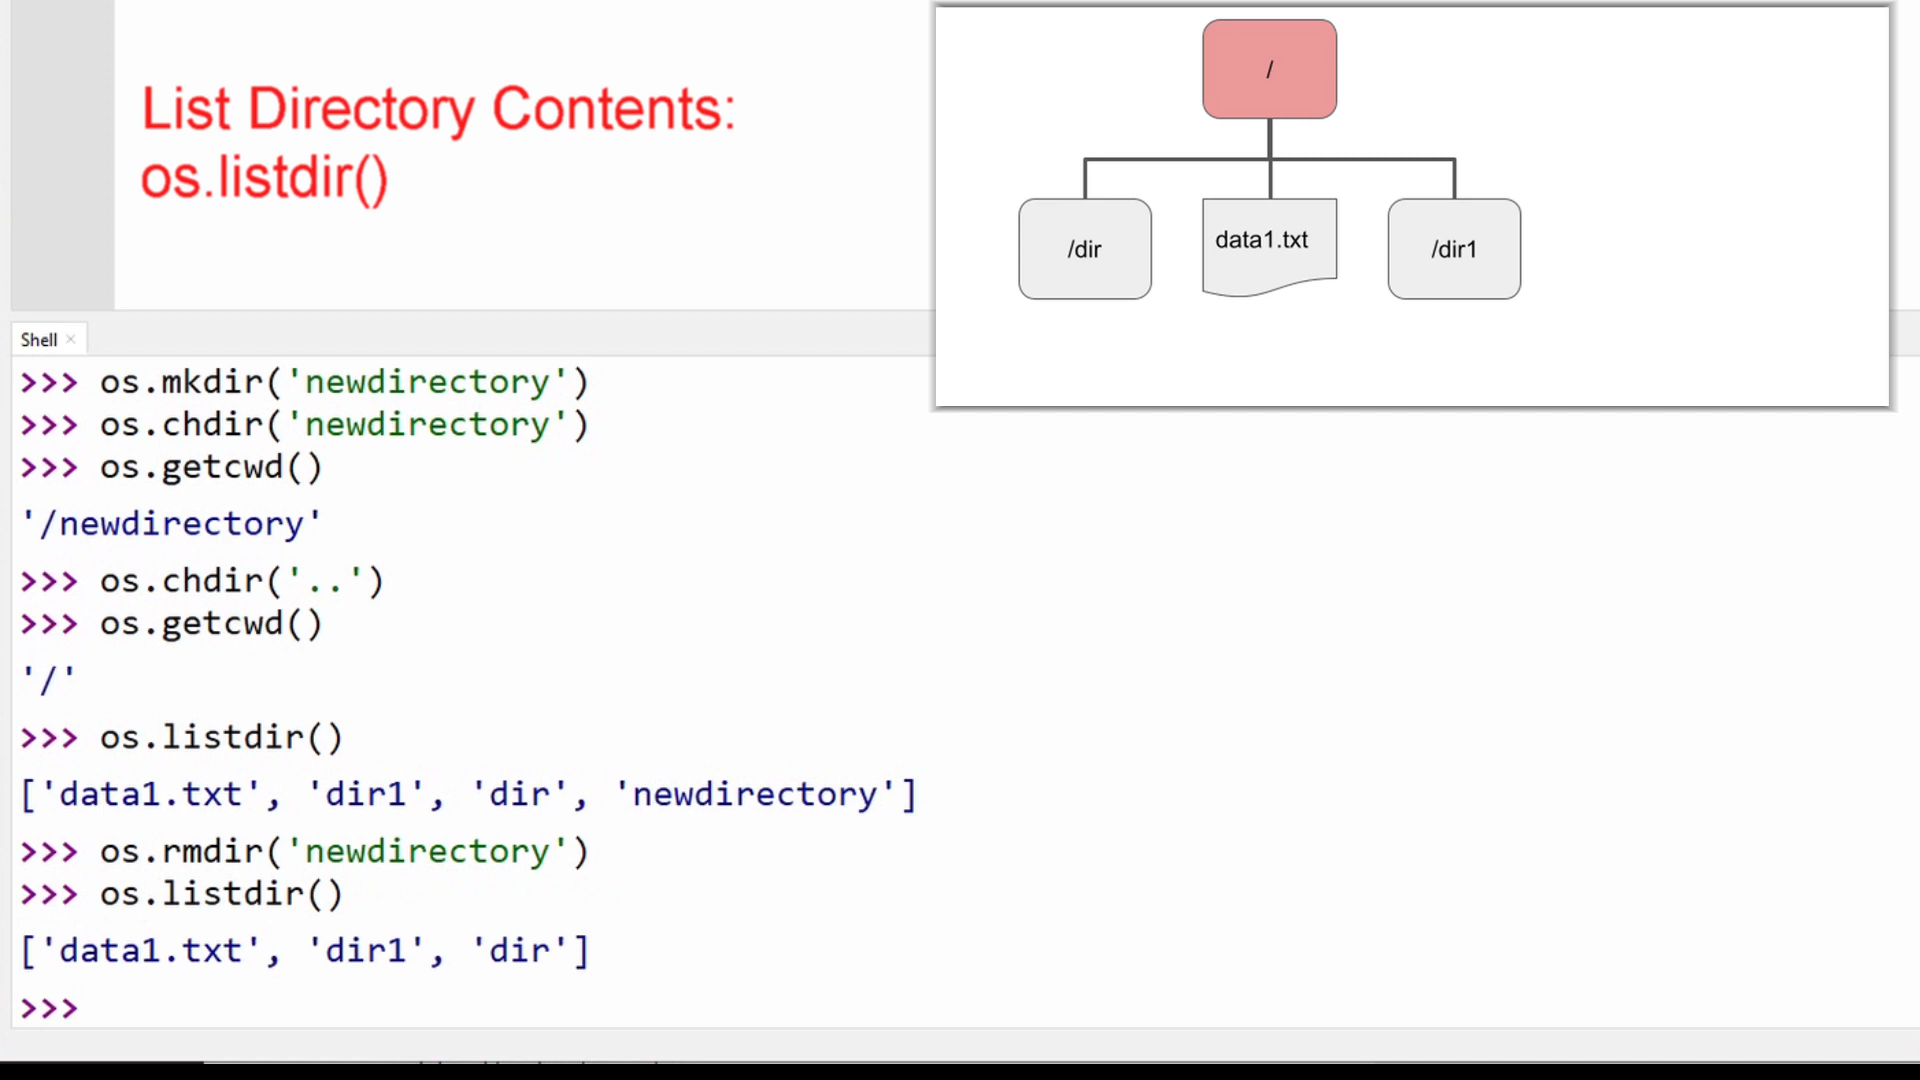 List Directory Contents:
os.listdir()
/
/dir
data1.txt
/dir1
Shell ×
>>> os.mkdir('newdirectory')
>>> os.chdir('newdirectory')
>>> os.getcwd()
'/newdirectory'
>>> os.chdir('..')
>>> os.getcwd()
'/'
>>> os.listdir()
['data1.txt', 'dir1', 'dir', 'newdirectory']
>>> os.rmdir('newdirectory')
>>> os.listdir()
['data1.txt', 'dir1', 'dir']
>>>